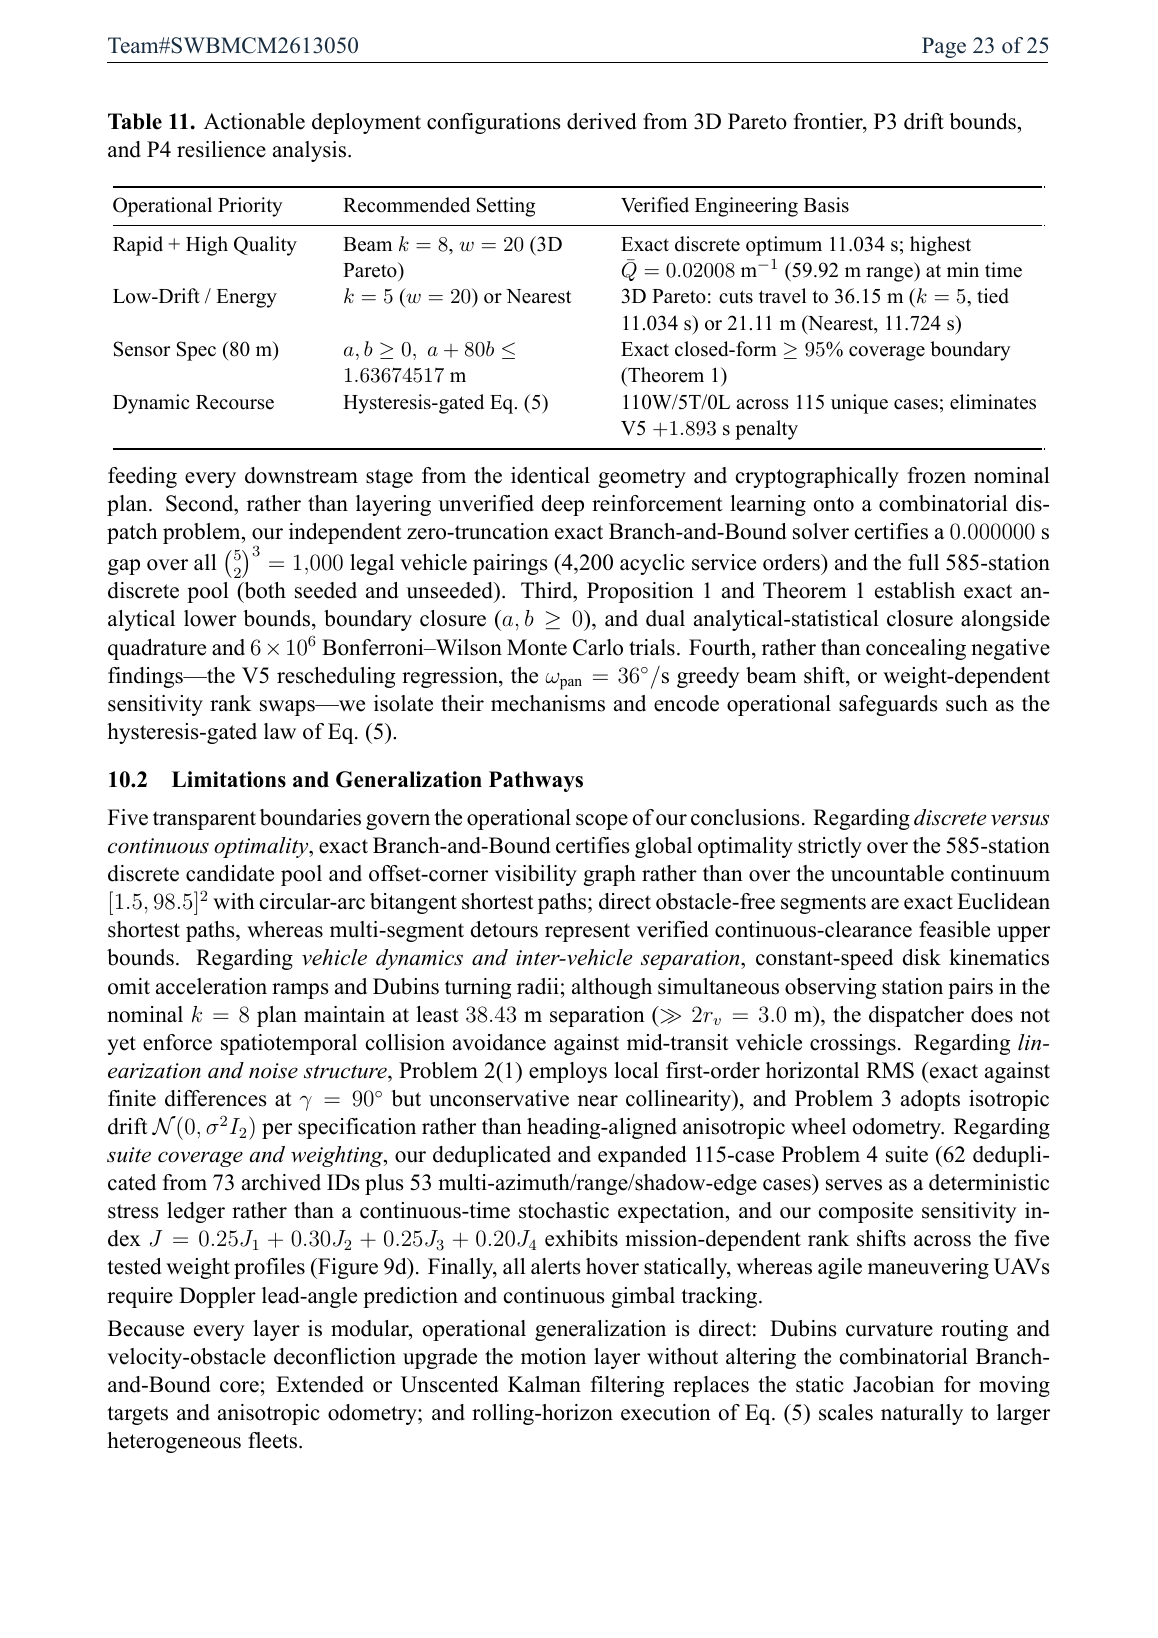 Team#SWBMCM2613050 Page 23 of 25
Table 11. Actionable deployment configurations derived from 3D Pareto frontier, P3 drift bounds,
and P4 resilience analysis.
Operational Priority Recommended Setting Verified Engineering Basis
Rapid + High Quality Beam k = 8, w = 20 (3D Exact discrete optimum 11.034 s; highest
Pareto) Q̄ = 0.02008 m⁻¹ (59.92 m range) at min time
Low-Drift / Energy k = 5 (w = 20) or Nearest 3D Pareto: cuts travel to 36.15 m (k = 5, tied
11.034 s) or 21.11 m (Nearest, 11.724 s)
Sensor Spec (80 m) a, b ≥ 0, a + 80b ≤ Exact closed-form ≥ 95% coverage boundary
1.63674517 m (Theorem 1)
Dynamic Recourse Hysteresis-gated Eq. (5) 110W/5T/0L across 115 unique cases; eliminates
V5 +1.893 s penalty
feeding every downstream stage from the identical geometry and cryptographically frozen nominal
plan. Second, rather than layering unverified deep reinforcement learning onto a combinatorial dis-
patch problem, our independent zero-truncation exact Branch-and-Bound solver certifies a 0.000000 s
gap over all (5 2)³ = 1,000 legal vehicle pairings (4,200 acyclic service orders) and the full 585-station
discrete pool (both seeded and unseeded). Third, Proposition 1 and Theorem 1 establish exact an-
alytical lower bounds, boundary closure (a, b ≥ 0), and dual analytical-statistical closure alongside
quadrature and 6 × 10⁶ Bonferroni–Wilson Monte Carlo trials. Fourth, rather than concealing negative
findings—the V5 rescheduling regression, the ω_pan = 36°/s greedy beam shift, or weight-dependent
sensitivity rank swaps—we isolate their mechanisms and encode operational safeguards such as the
hysteresis-gated law of Eq. (5).
10.2 Limitations and Generalization Pathways
Five transparent boundaries govern the operational scope of our conclusions. Regarding discrete versus
continuous optimality, exact Branch-and-Bound certifies global optimality strictly over the 585-station
discrete candidate pool and offset-corner visibility graph rather than over the uncountable continuum
[1.5, 98.5]² with circular-arc bitangent shortest paths; direct obstacle-free segments are exact Euclidean
shortest paths, whereas multi-segment detours represent verified continuous-clearance feasible upper
bounds. Regarding vehicle dynamics and inter-vehicle separation, constant-speed disk kinematics
omit acceleration ramps and Dubins turning radii; although simultaneous observing station pairs in the
nominal k = 8 plan maintain at least 38.43 m separation (≫ 2r_v = 3.0 m), the dispatcher does not
yet enforce spatiotemporal collision avoidance against mid-transit vehicle crossings. Regarding lin-
earization and noise structure, Problem 2(1) employs local first-order horizontal RMS (exact against
finite differences at γ = 90° but unconservative near collinearity), and Problem 3 adopts isotropic
drift 𝒩(0, σ²I₂) per specification rather than heading-aligned anisotropic wheel odometry. Regarding
suite coverage and weighting, our deduplicated and expanded 115-case Problem 4 suite (62 dedupli-
cated from 73 archived IDs plus 53 multi-azimuth/range/shadow-edge cases) serves as a deterministic
stress ledger rather than a continuous-time stochastic expectation, and our composite sensitivity in-
dex J = 0.25J₁ + 0.30J₂ + 0.25J₃ + 0.20J₄ exhibits mission-dependent rank shifts across the five
tested weight profiles (Figure 9d). Finally, all alerts hover statically, whereas agile maneuvering UAVs
require Doppler lead-angle prediction and continuous gimbal tracking.
Because every layer is modular, operational generalization is direct: Dubins curvature routing and
velocity-obstacle deconfliction upgrade the motion layer without altering the combinatorial Branch-
and-Bound core; Extended or Unscented Kalman filtering replaces the static Jacobian for moving
targets and anisotropic odometry; and rolling-horizon execution of Eq. (5) scales naturally to larger
heterogeneous fleets.